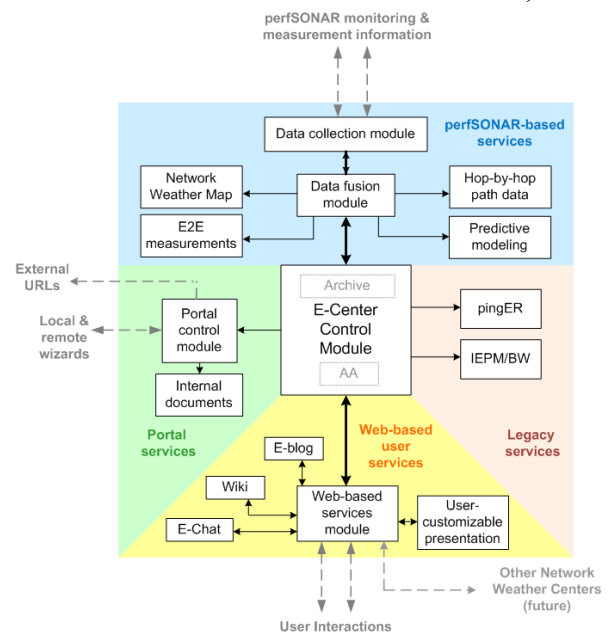 perfSONAR monitoring &
measurement information
Data collection module
perfSONAR-based
services
Network
Weather Map
Data fusion
module
Hop-by-hop
path data
E2E
measurements
Predictive
modeling
External
URLs
Archive
E-Center
Control
Module
AA
Portal
control
module
pingER
Local &
remote
wizards
IEPM/BW
Internal
documents
Portal
services
Web-based
user
services
Legacy
services
E-blog
Wiki
Web-based
services
module
E-Chat
User-
customizable
presentation
Other Network
Weather Centers
(future)
User Interactions